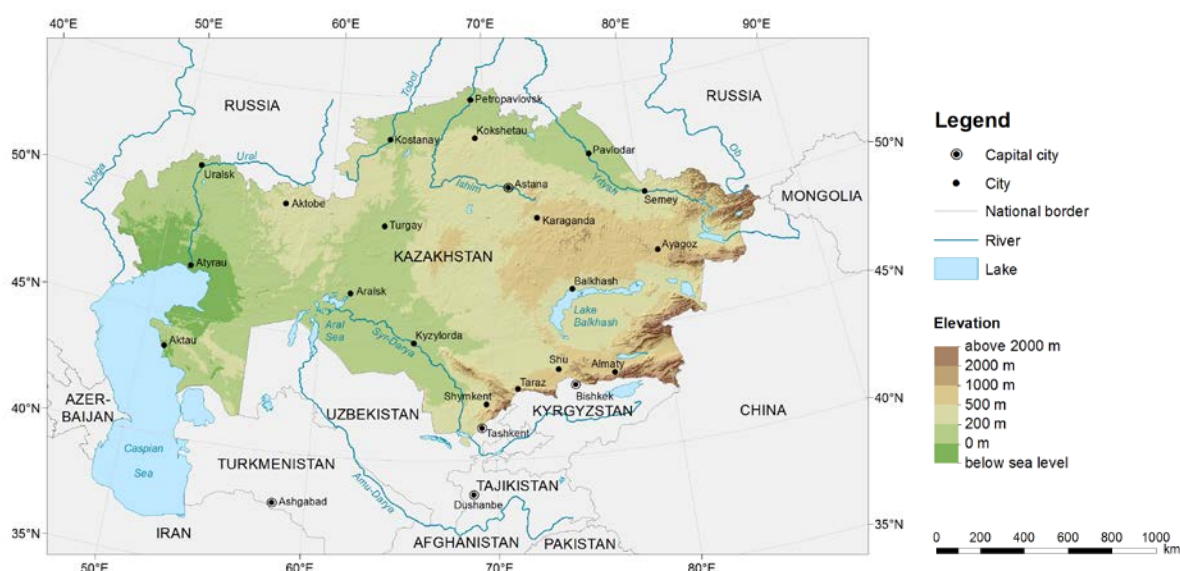 40°E 50°E 60°E 70°E 80°E 90°E
RUSSIA
RUSSIA
Tobol
Petropavlovsk
Kokshetau
Kostanay
Pavlodar
Ob
50°N
50°N
Volga
Ural
Uralsk
Aktobe
Ishim
Astana
Yrtysh
Semey
MONGOLIA
Turgay
Karaganda
KAZAKHSTAN
Ayagoz
Atyrau
45°N
45°N
Aralsk
Balkhash
Aral
Sea
Lake
Balkhash
Syr-Darya
Kyzylorda
Aktau
Shu
Almaty
Taraz
Bishkek
Shymkent
40°N
40°N
AZER-
BAIJAN
UZBEKISTAN
KYRGYZSTAN
CHINA
Tashkent
Caspian
Sea
TURKMENISTAN
Amu-Darya
TAJIKISTAN
Dushanbe
Ashgabad
35°N
35°N
IRAN
AFGHANISTAN
PAKISTAN
50°E 60°E 70°E 80°E
Legend
Capital city
City
National border
River
Lake
Elevation
above 2000 m
2000 m
1000 m
500 m
200 m
0 m
below sea level
0 200 400 600 800 1000
km